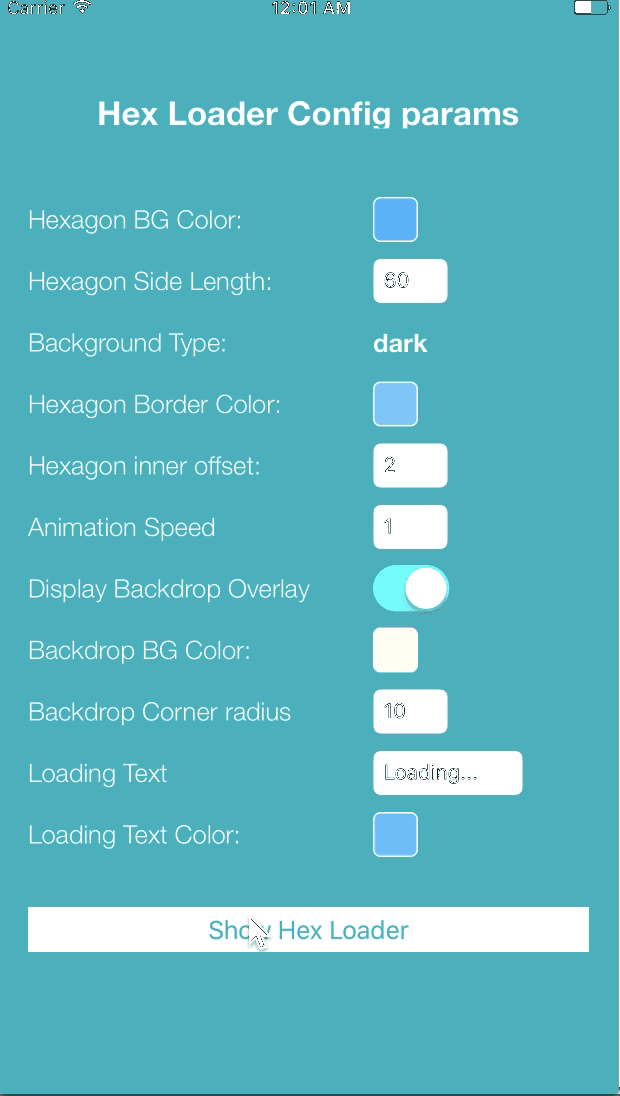 Carrier 12:01 AM
Hex Loader Config params
Hexagon BG Color:
Hexagon Side Length: 60
Background Type: dark
Hexagon Border Color:
Hexagon inner offset: 2
Animation Speed 1
Display Backdrop Overlay
Backdrop BG Color:
Backdrop Corner radius 10
Loading Text Loading...
Loading Text Color:
Show Hex Loader